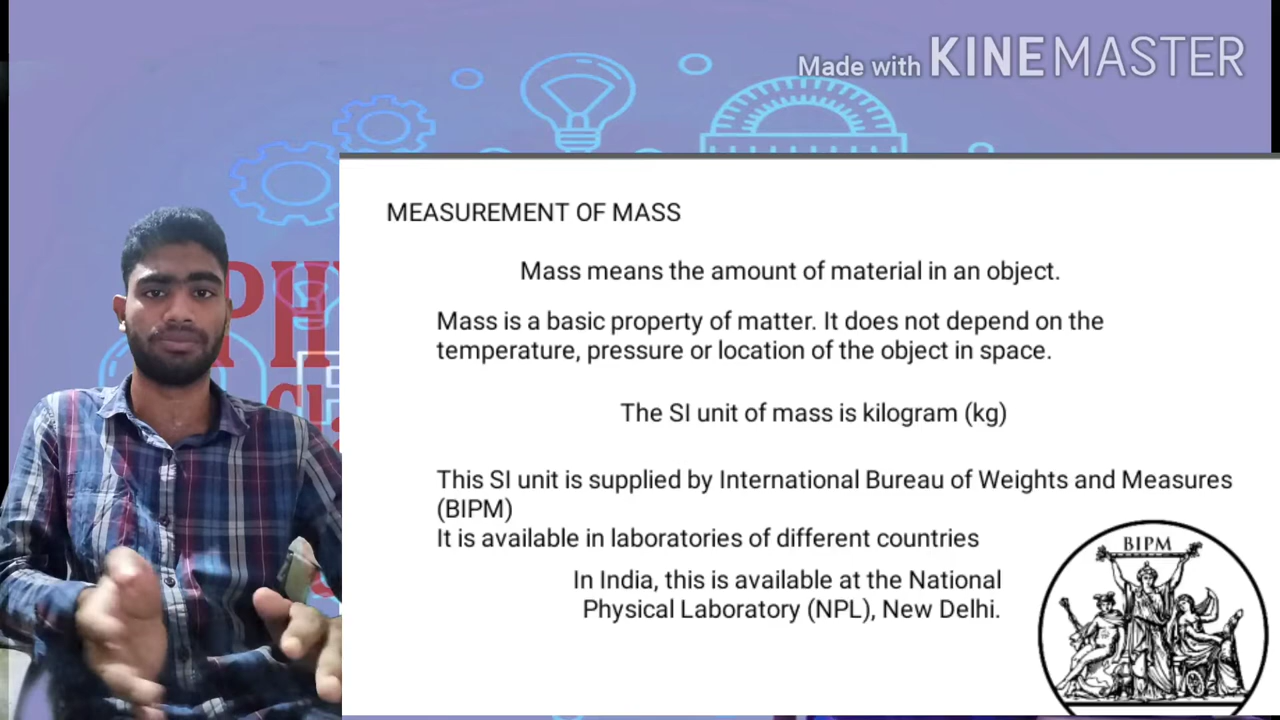 Made with KINEMASTER
MEASUREMENT OF MASS
Mass means the amount of material in an object.
Mass is a basic property of matter. It does not depend on the
temperature, pressure or location of the object in space.
The SI unit of mass is kilogram (kg)
This SI unit is supplied by International Bureau of Weights and Measures
(BIPM)
It is available in laboratories of different countries
BIPM
In India, this is available at the National
Physical Laboratory (NPL), New Delhi.